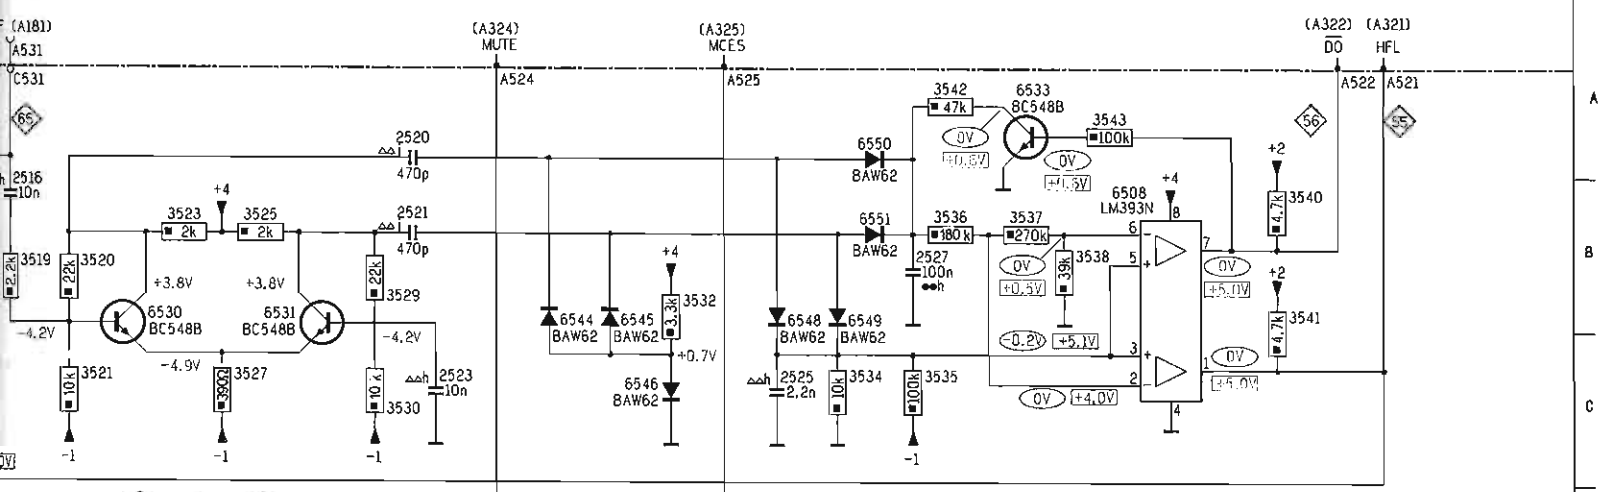 (A181)
A531
C531
65
(A324)
MUTE
A524
(A325)
MCES
A525
(A322)
DO
A522
(A321)
HFL
A521
56
55
A
B
C
2516
10n
3519
2.2k
3520
22k
3523
2k
+4
3525
2k
2520
470p
2521
470p
+3.8V
+3.8V
22k
3529
6530
BC548B
6531
BC548B
-4.2V
-4.2V
-4.9V
3521
10k
3527
390Ω
10k
3530
2523
10n
-1
-1
-1
6544
BAW62
6545
BAW62
+4
3532
3.3k
+0.7V
6546
BAW62
6550
BAW62
6551
BAW62
3542
47k
6533
BC548B
0V
+0.6V
3543
100k
0V
3536
180k
3537
270k
2527
100n
0V
+0.5V
3538
39k
6548
BAW62
6549
BAW62
2525
2,2n
3534
10k
3535
100k
-1
-0.2V
+5.1V
0V
+4.0V
6508
LM393N
+4
8
6
-
5
+
7
3
+
2
-
1
4
+2
3540
4.7k
0V
+5.0V
+2
3541
4.7k
0V